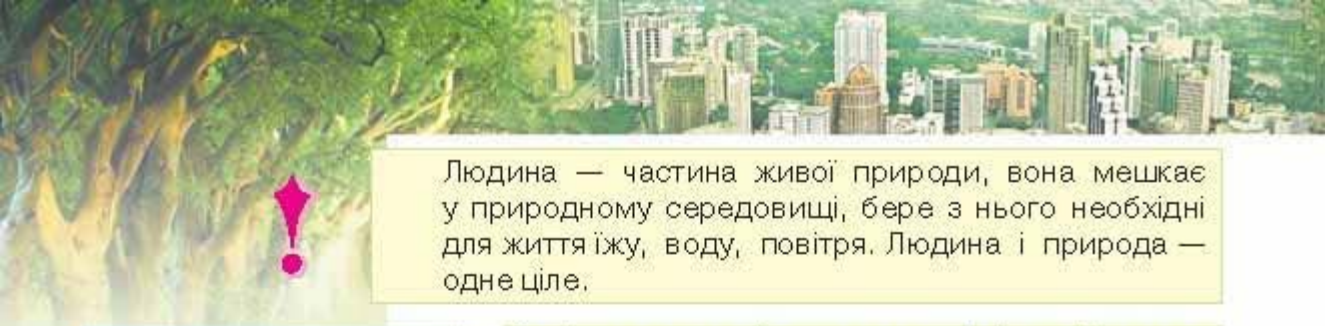 Людина — частина живої природи, вона мешкає
у природному середовищі, бере з нього необхідні
для життя їжу, воду, повітря. Людина і природа —
одне ціле.